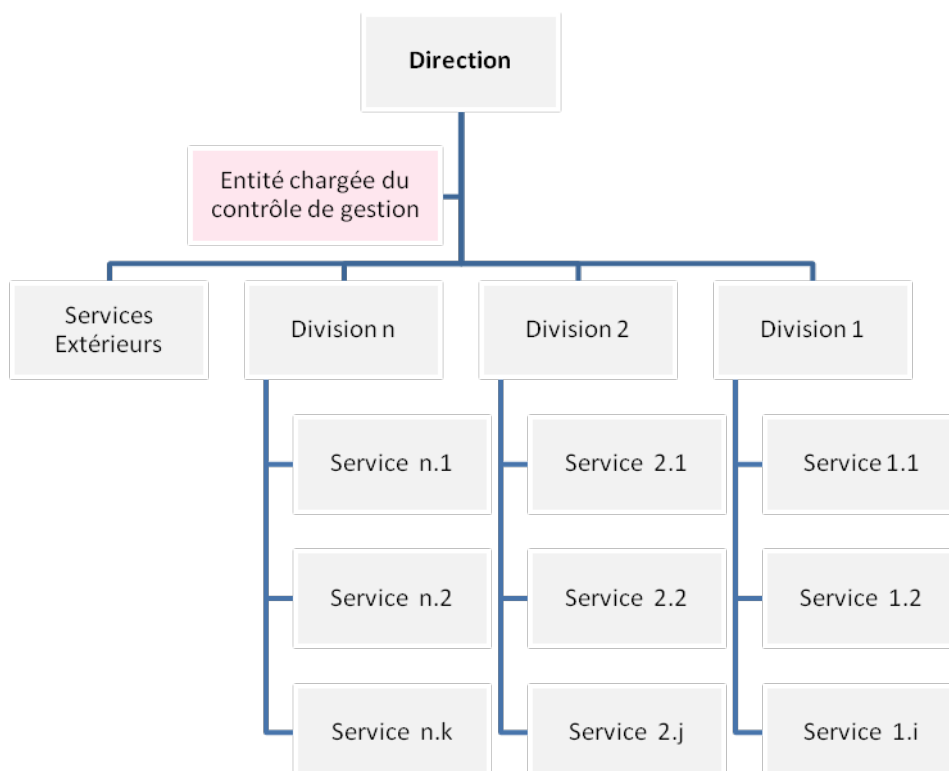 Direction
Entité chargée du
contrôle de gestion
Services
Extérieurs
Division n
Division 2
Division 1
Service n.1
Service 2.1
Service 1.1
Service n.2
Service 2.2
Service 1.2
Service n.k
Service 2.j
Service 1.i